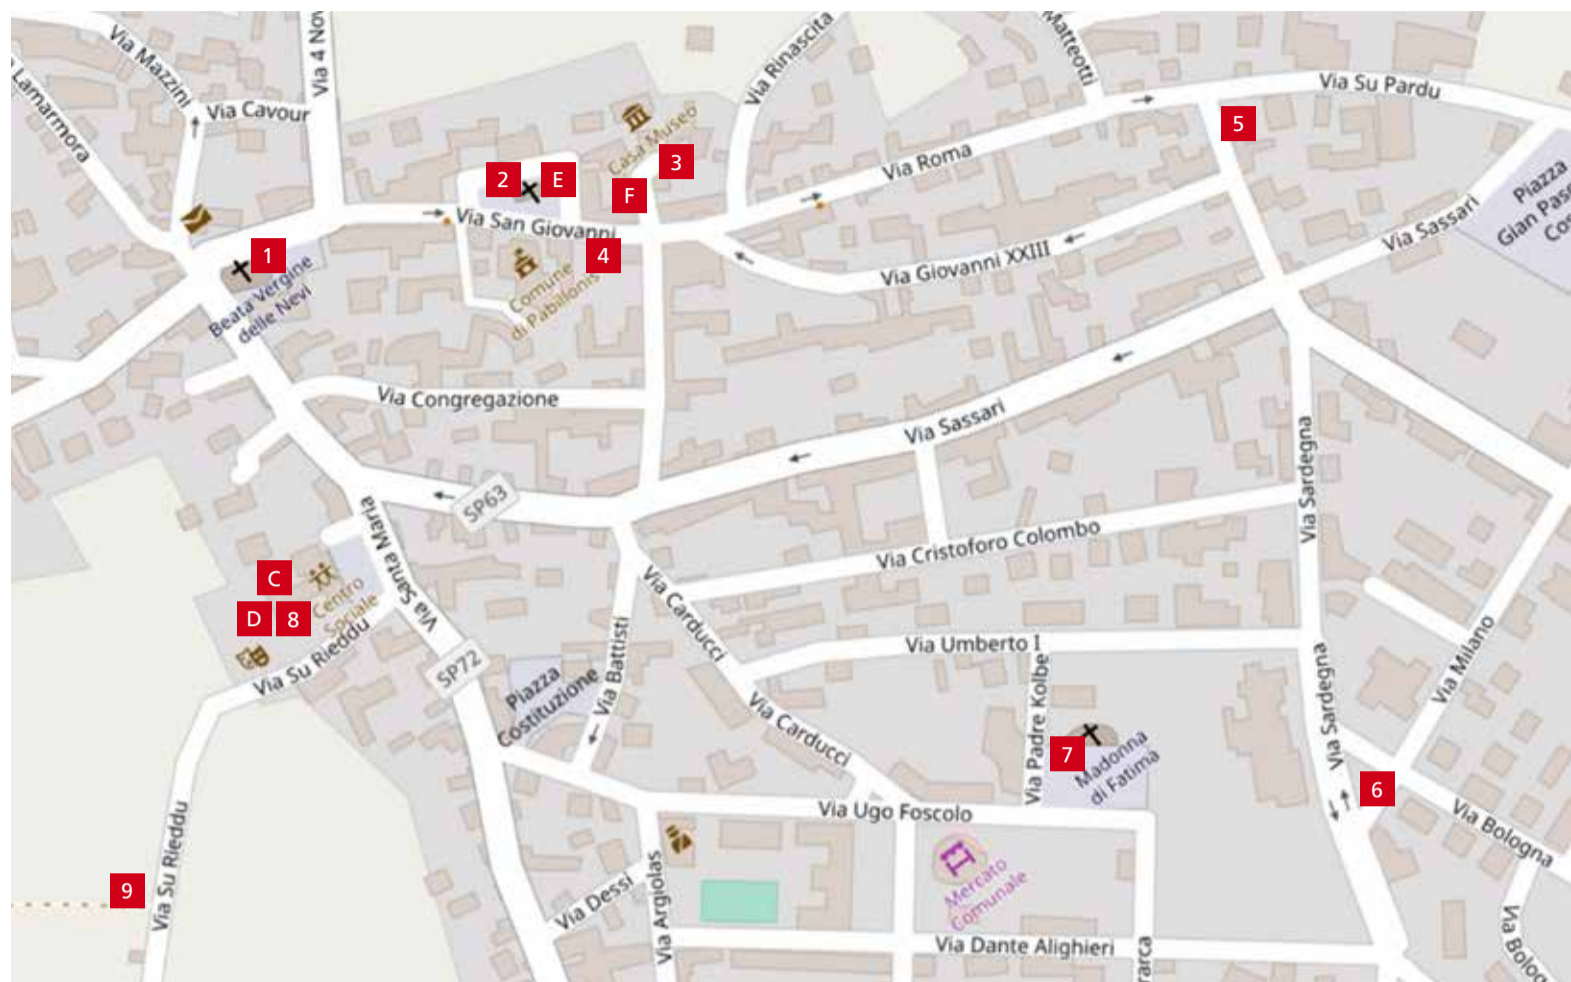 Via Mazzini
Lamarmora
Via Cavour
Via 4 Nov
Via Rinascita
Matteotti
Via Su Pardu
5
Casa Museo
3
2
E
F
Via Roma
Via San Giovanni
4
1
Beata Vergine
delle Nevi
Comune
di Pabillonis
Via Giovanni XXIII
Via Sassari
Piazza
Gian Pasq
Cos
Via Congregazione
Via Sassari
SP63
Via Santa Maria
Via Sardegna
Via Cristoforo Colombo
C
D
8
Centro
Sociale
Via Su Rieddu
Via Carducci
Via Battisti
Via Umberto I
SP72
Piazza
Costituzione
Via Carducci
Via Padre Kolbe
7
Madonna
di Fatima
Via Sardegna
Via Milano
6
Via Ugo Foscolo
Via Bologna
Mercato
Comunale
9
Via Su Rieddu
Via Dessi
Via Argiolas
Via Dante Alighieri
rarca
Via Bolog